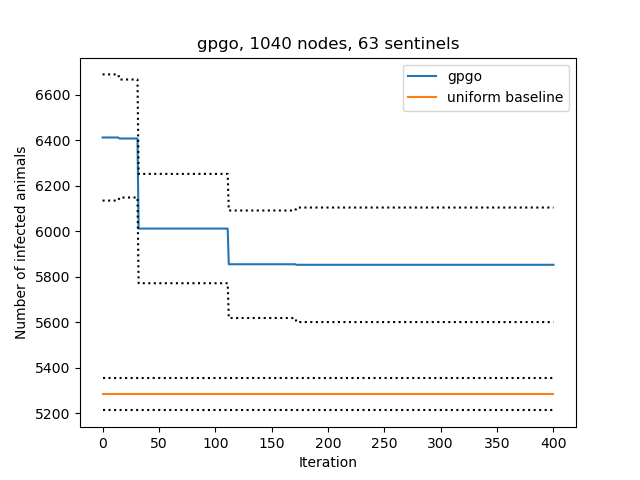 gpgo, 1040 nodes, 63 sentinels
gpgo
uniform baseline
Number of infected animals
6600
6400
6200
6000
5800
5600
5400
5200
0 50 100 150 200 250 300 350 400
Iteration